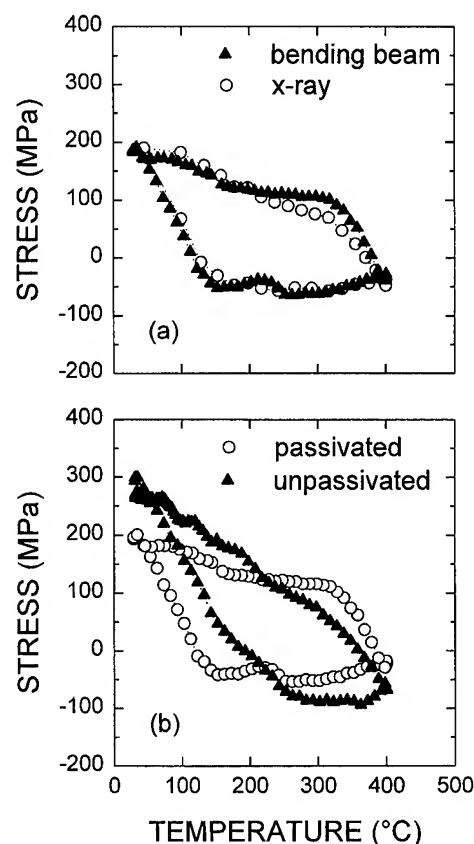 400
bending beam
300
x-ray
200
100
0
-100
(a)
-200
STRESS (MPa)
400
passivated
300
unpassivated
200
100
0
-100
(b)
-200
STRESS (MPa)
0 100 200 300 400 500
TEMPERATURE (°C)